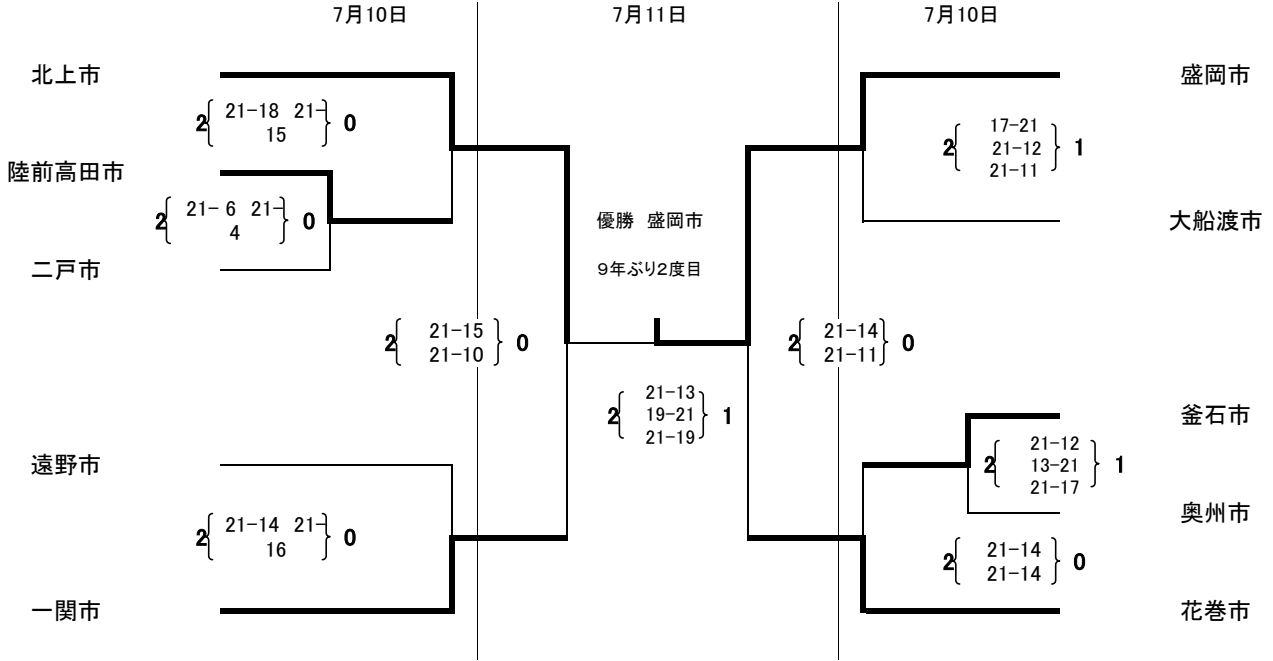 7月10日
7月11日
7月10日
北上市
2 21-18 21- 0
15
陸前高田市
2 21- 6 21- 0
4
二戸市
2 21-15 0
21-10
遠野市
2 21-14 21- 0
16
一関市
優勝 盛岡市
9年ぶり2度目
21-13
2 19-21 1
21-19
盛岡市
17-21
2 21-12 1
21-11
大船渡市
2 21-14 0
21-11
釜石市
21-12
2 13-21 1
21-17
奥州市
2 21-14 0
21-14
花巻市